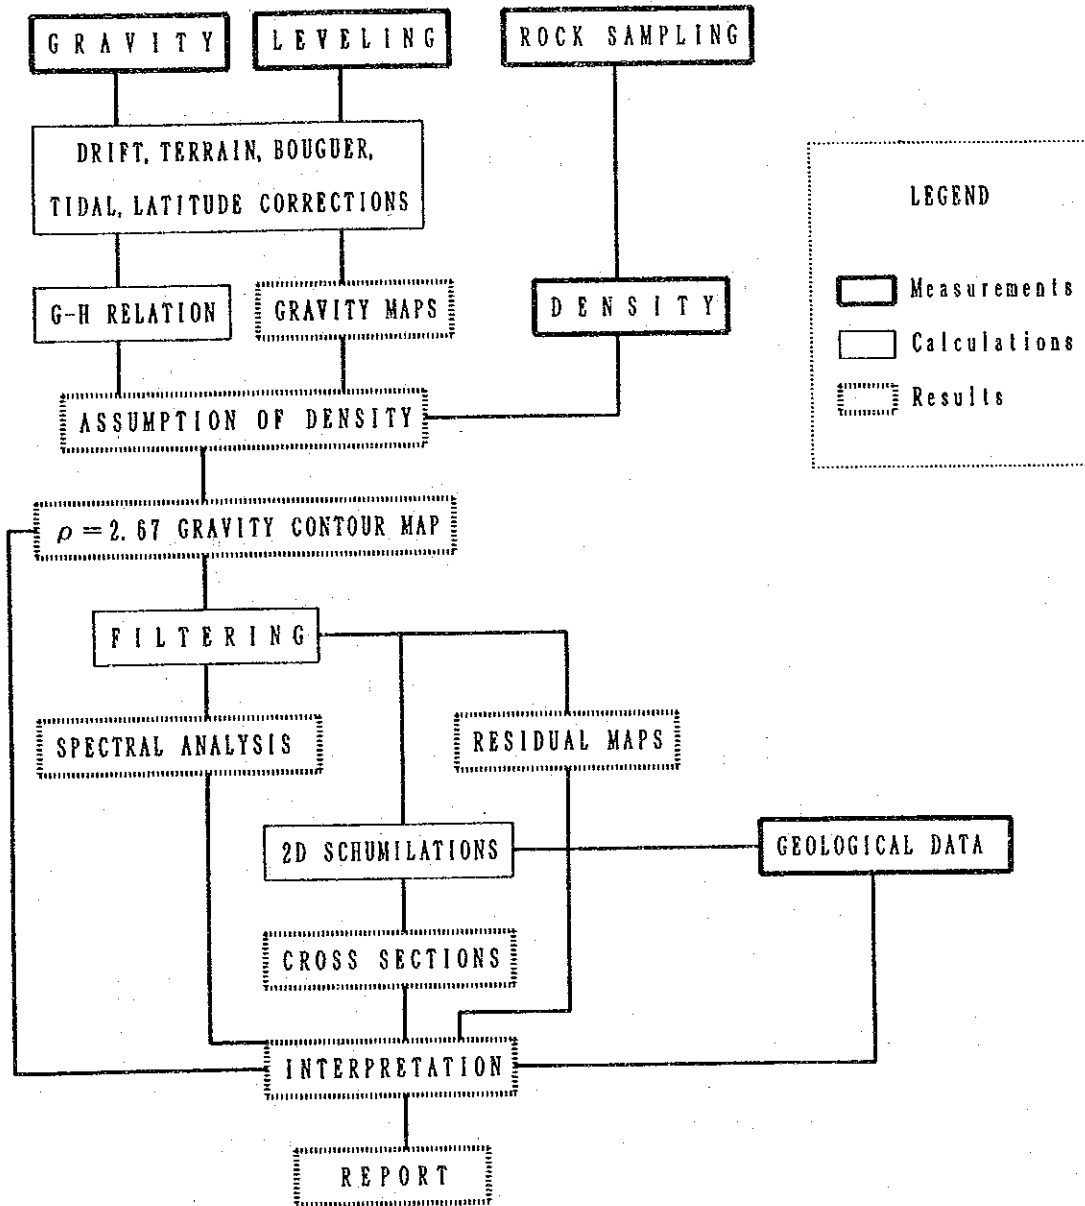 GRAVITY
LEVELING
ROCK SAMPLING
DRIFT, TERRAIN, BOUGUER,
TIDAL, LATITUDE CORRECTIONS
LEGEND
G-H RELATION
GRAVITY MAPS
DENSITY
Measurements
Calculations
Results
ASSUMPTION OF DENSITY
ρ=2.67 GRAVITY CONTOUR MAP
FILTERING
SPECTRAL ANALYSIS
RESIDUAL MAPS
2D SCHUMILATIONS
GEOLOGICAL DATA
CROSS SECTIONS
INTERPRETATION
REPORT